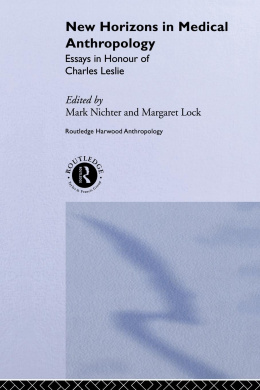 New Horizons in Medical
Anthropology
Essays in Honour of
Charles Leslie
Edited by
Mark Nichter and Margaret Lock
Routledge Harwood Anthropology
ROUTLEDGE